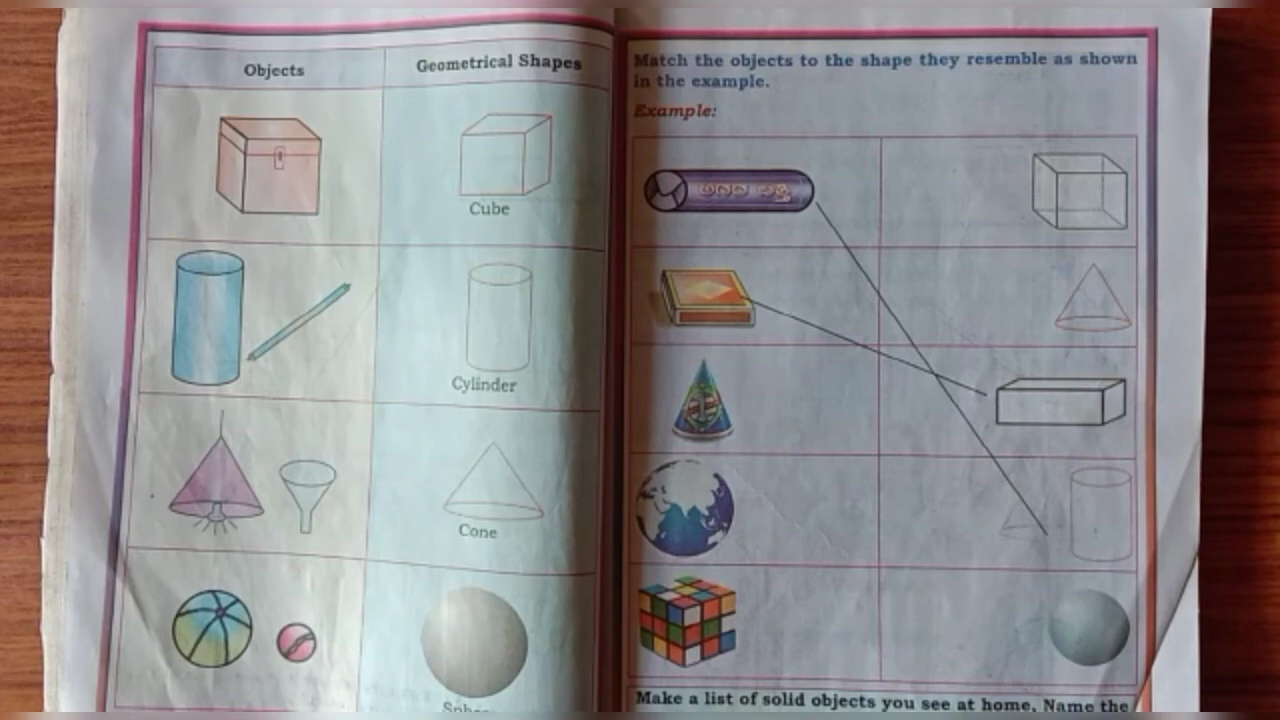 Objects
Geometrical Shapes
Cube
Cylinder
Cone
Match the objects to the shape they resemble as shown
in the example.
Example:
Make a list of solid objects you see at home, Name the